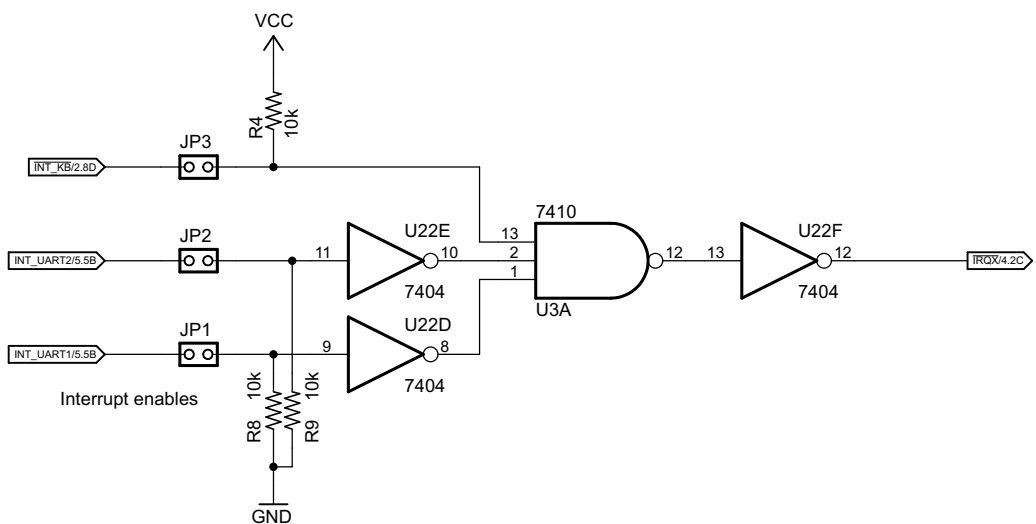 VCC
R4
10k
JP3
INT_KB/2.8D
7410
JP2
U22E
13
U22F
INT_UART2/5.5B
11
10
2
12
13
12
IRQX/4.2C
1
7404
U3A
7404
JP1
U22D
INT_UART1/5.5B
9
8
7404
Interrupt enables
10k
10k
R8
R9
GND